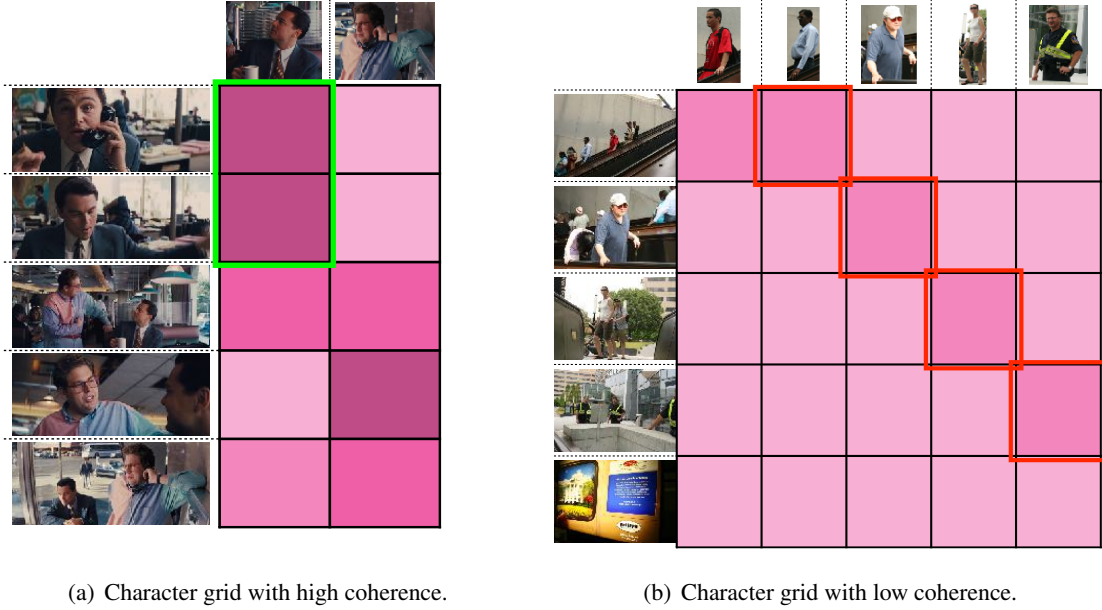 (a) Character grid with high coherence.
(b) Character grid with low coherence.